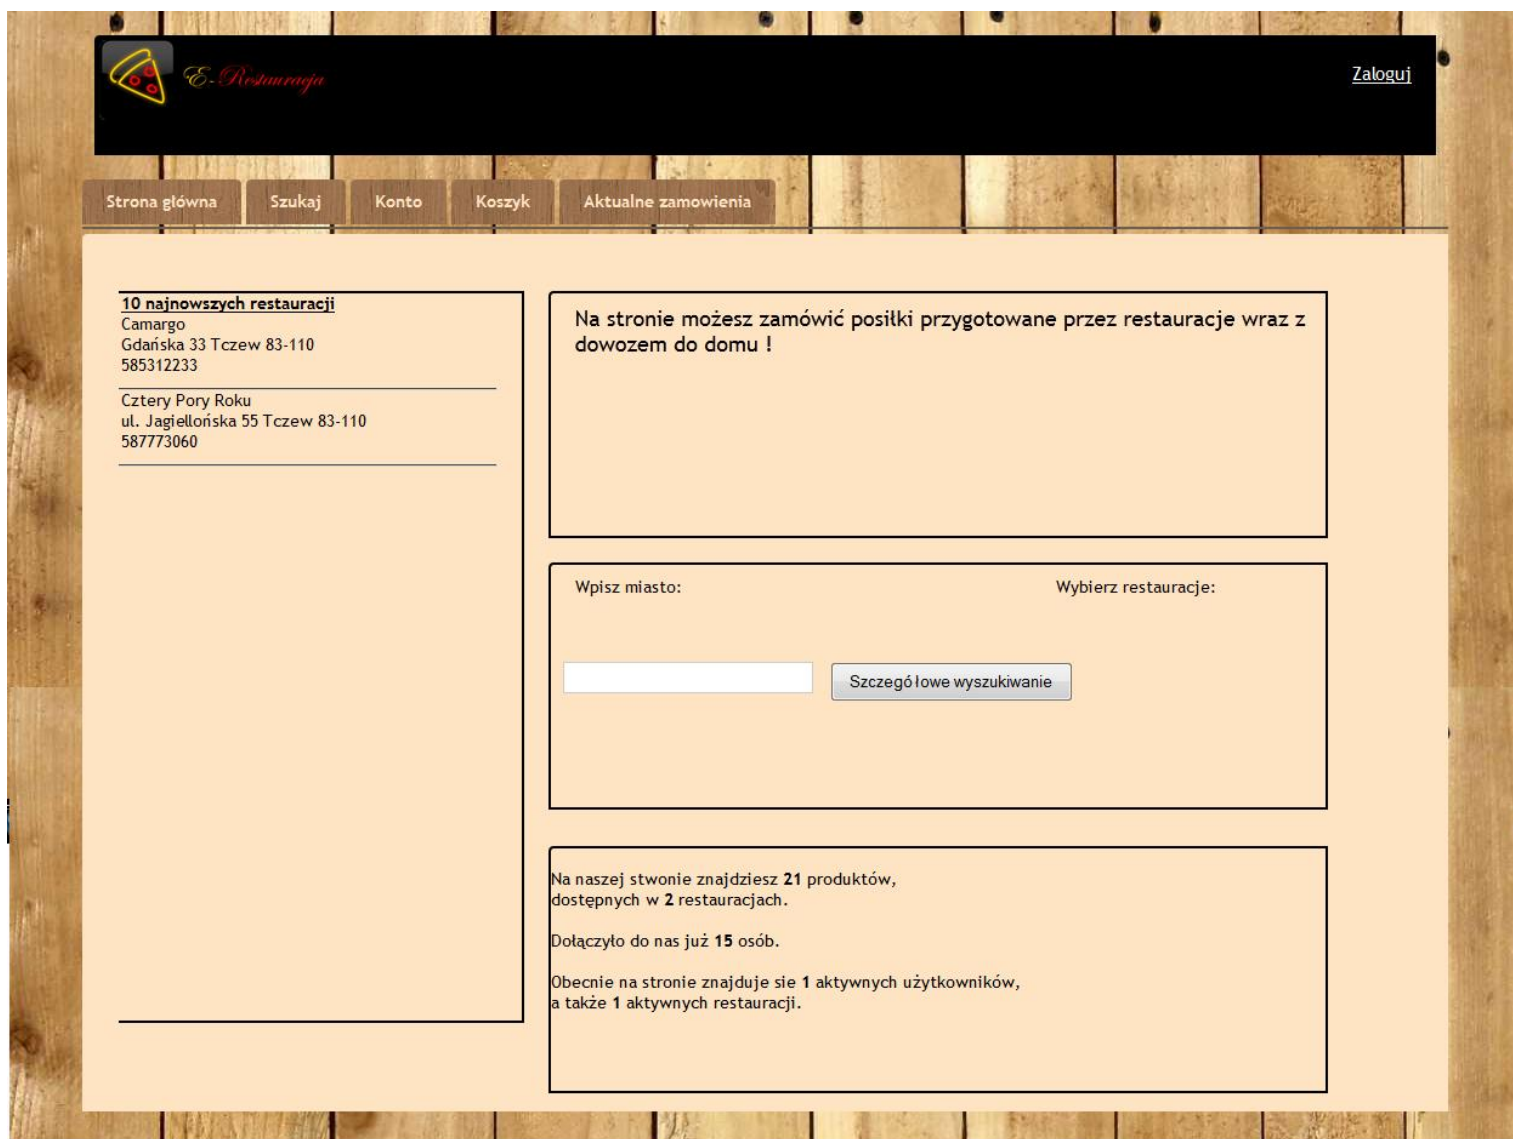 E-Restauracja
Zaloguj
Strona główna Szukaj Konto Koszyk Aktualne zamowienia
10 najnowszych restauracji
Camargo
Gdańska 33 Tczew 83-110
585312233
Cztery Pory Roku
ul. Jagiellońska 55 Tczew 83-110
587773060
Na stronie możesz zamówić posiłki przygotowane przez restauracje wraz z
dowozem do domu !
Wpisz miasto: Wybierz restauracje:
Szczegółowe wyszukiwanie
Na naszej stwonie znajdziesz 21 produktów,
dostępnych w 2 restauracjach.
Dołączyło do nas już 15 osób.
Obecnie na stronie znajduje sie 1 aktywnych użytkowników,
a także 1 aktywnych restauracji.